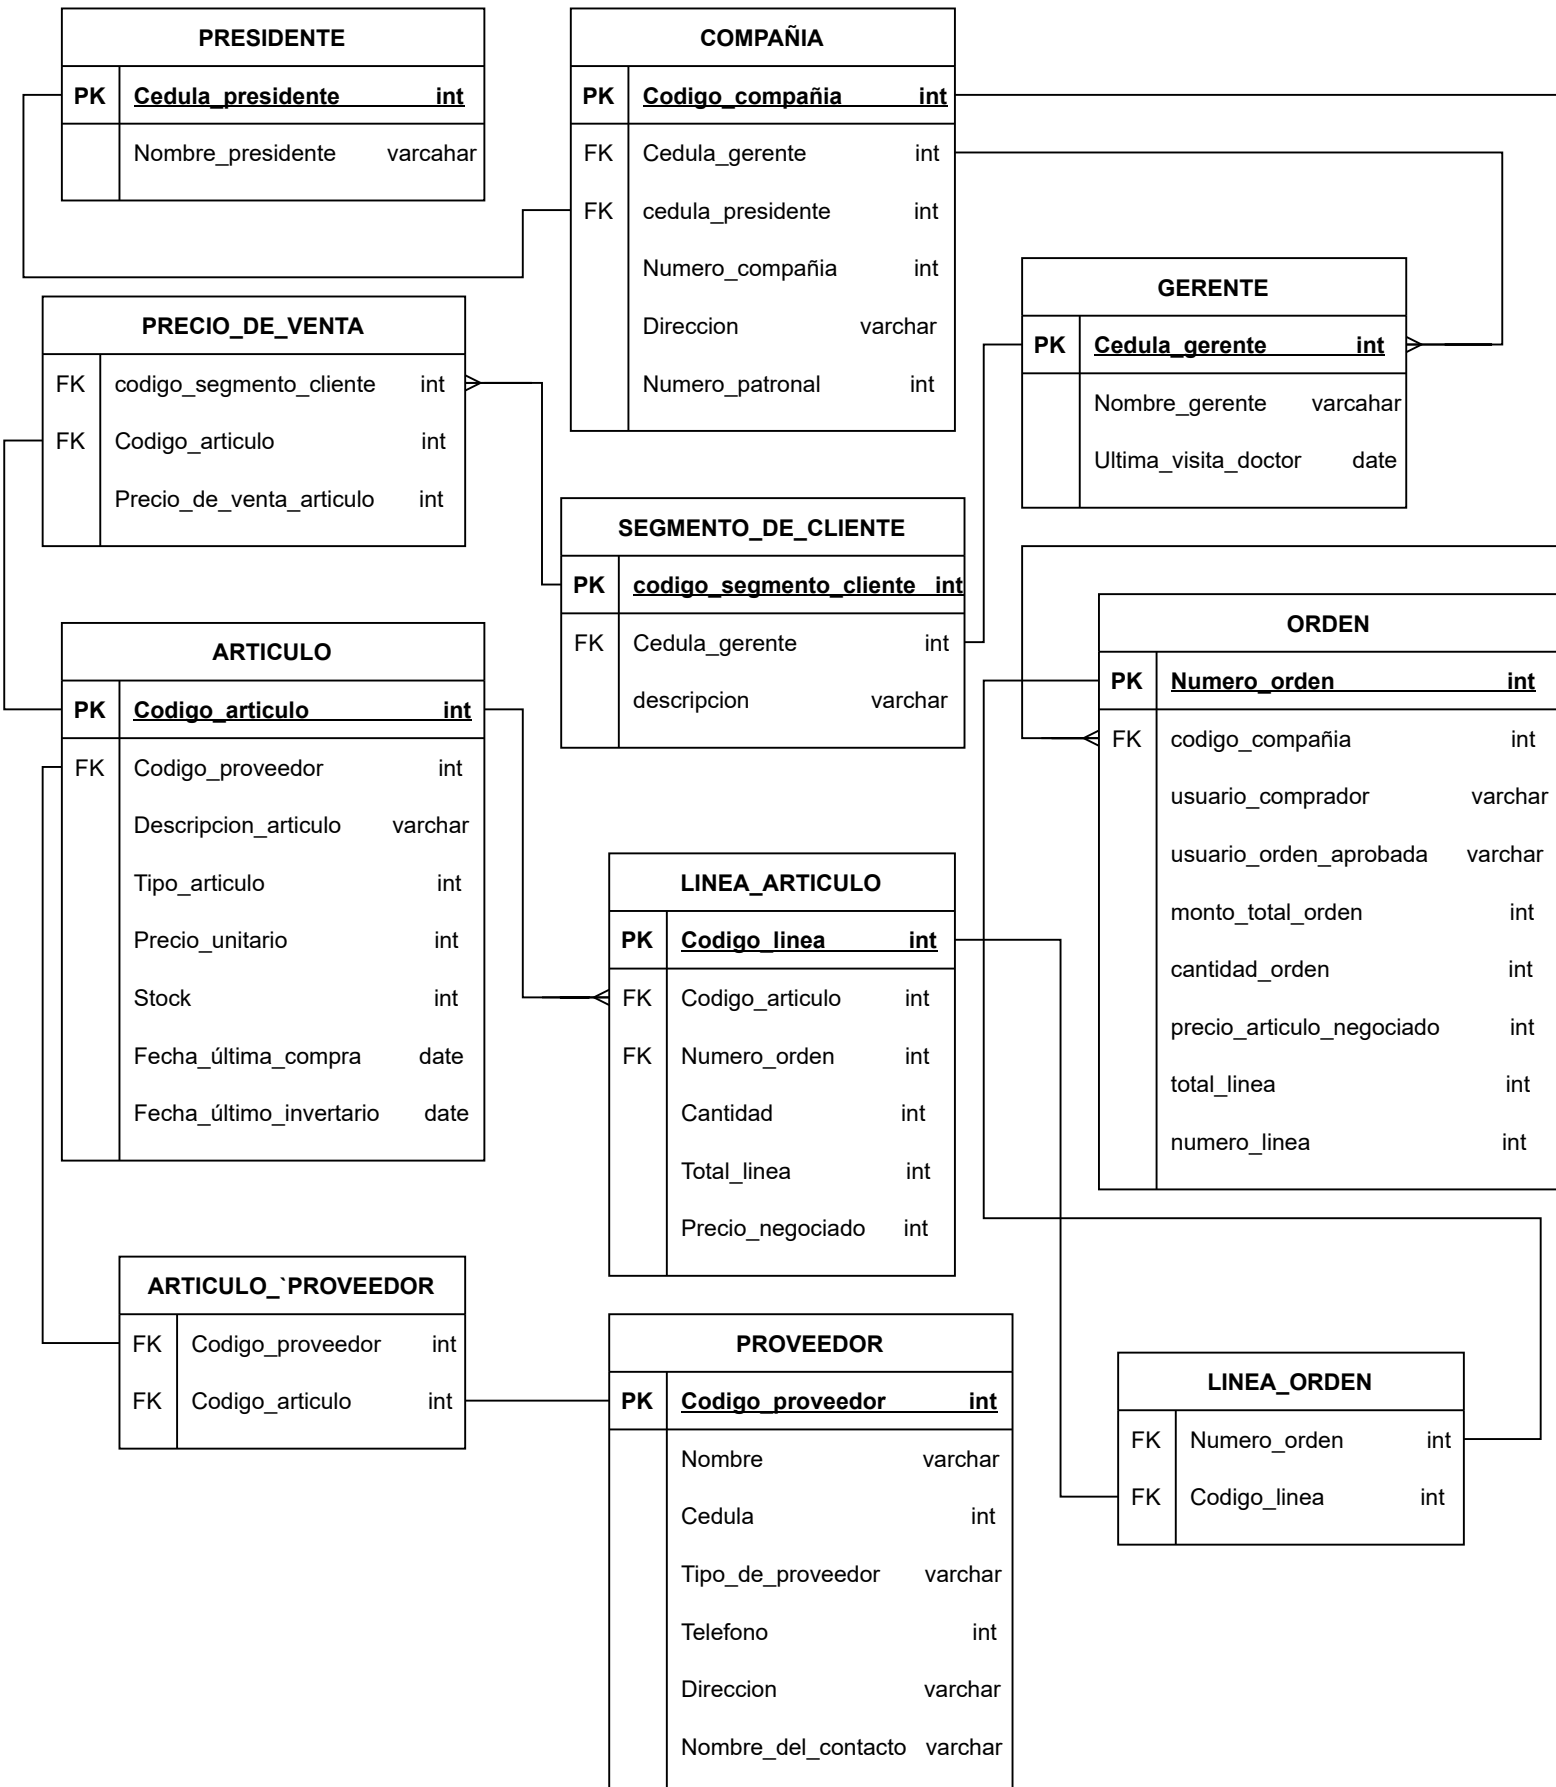 PRESIDENTE
PK Cedula_presidente int
Nombre_presidente varcahar
COMPAÑIA
PK Codigo_compañia int
FK Cedula_gerente int
FK cedula_presidente int
Numero_compañia int
Direccion varchar
Numero_patronal int
GERENTE
PK Cedula_gerente int
Nombre_gerente varcahar
Ultima_visita_doctor date
PRECIO_DE_VENTA
FK codigo_segmento_cliente int
FK Codigo_articulo int
Precio_de_venta_articulo int
SEGMENTO_DE_CLIENTE
PK codigo_segmento_cliente int
FK Cedula_gerente int
descripcion varchar
ORDEN
PK Numero_orden int
FK codigo_compañia int
usuario_comprador varchar
usuario_orden_aprobada varchar
monto_total_orden int
cantidad_orden int
precio_articulo_negociado int
total_linea int
numero_linea int
ARTICULO
PK Codigo_articulo int
FK Codigo_proveedor int
Descripcion_articulo varchar
Tipo_articulo int
Precio_unitario int
Stock int
Fecha_última_compra date
Fecha_último_invertario date
LINEA_ARTICULO
PK Codigo_linea int
FK Codigo_articulo int
FK Numero_orden int
Cantidad int
Total_linea int
Precio_negociado int
ARTICULO_`PROVEEDOR
FK Codigo_proveedor int
FK Codigo_articulo int
PROVEEDOR
PK Codigo_proveedor int
Nombre varchar
Cedula int
Tipo_de_proveedor varchar
Telefono int
Direccion varchar
Nombre_del_contacto varchar
LINEA_ORDEN
FK Numero_orden int
FK Codigo_linea int